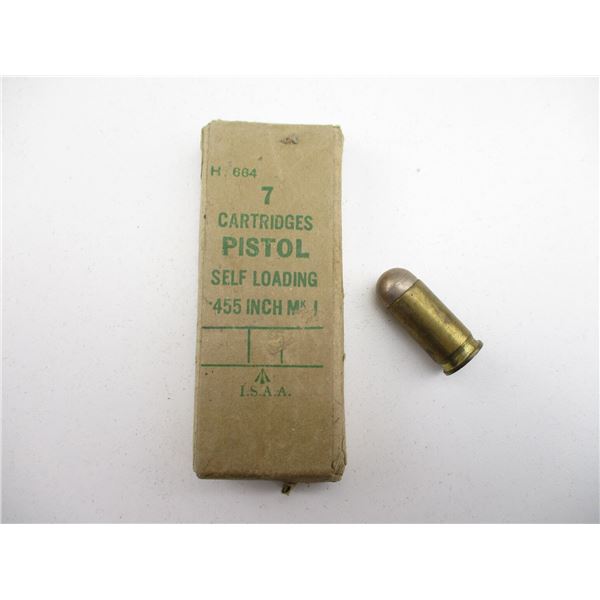 H. 664
7
CARTRIDGES
PISTOL
SELF LOADING
·455 INCH Mᴷ I
I.S.A.A.